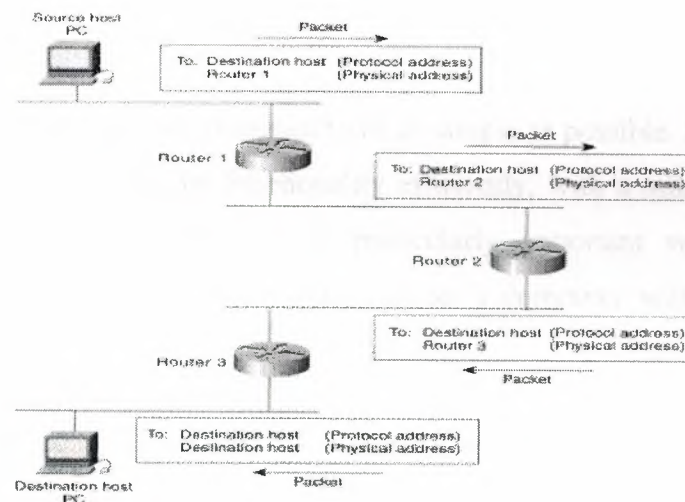 Source host
PC
Packet
To: Destination host (Protocol address)
Router 1 (Physical address)
Router 1
Packet
To: Destination host (Protocol address)
Router 2 (Physical address)
Router 2
To: Destination host (Protocol address)
Router 3 (Physical address)
Packet
Router 3
To: Destination host (Protocol address)
Destination host (Physical address)
Packet
Destination host
PC